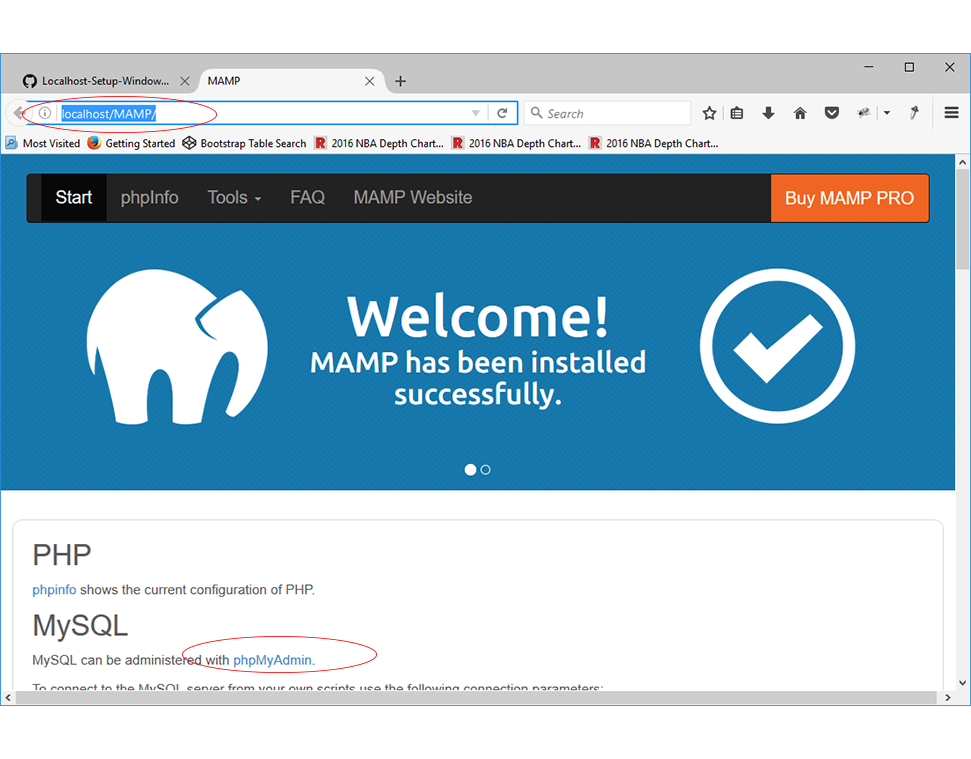 Localhost-Setup-Window...
MAMP
localhost/MAMP/
Search
Most Visited
Getting Started
Bootstrap Table Search
2016 NBA Depth Chart...
2016 NBA Depth Chart...
2016 NBA Depth Chart...
Start
phpInfo
Tools
FAQ
MAMP Website
Buy MAMP PRO
Welcome!
MAMP has been installed
successfully.
PHP
phpinfo shows the current configuration of PHP.
MySQL
MySQL can be administered with phpMyAdmin.
To connect to the MySQL server from your own scripts use the following connection parameters: